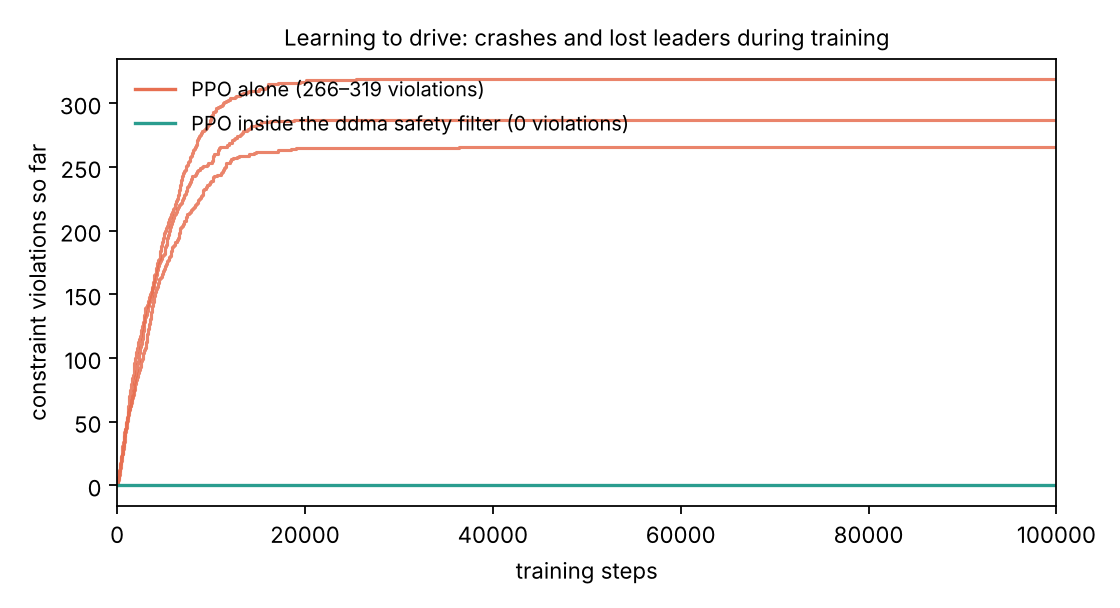 Learning to drive: crashes and lost leaders during training
PPO alone (266–319 violations)
PPO inside the ddma safety filter (0 violations)
constraint violations so far
300
250
200
150
100
50
0
0 20000 40000 60000 80000 100000
training steps